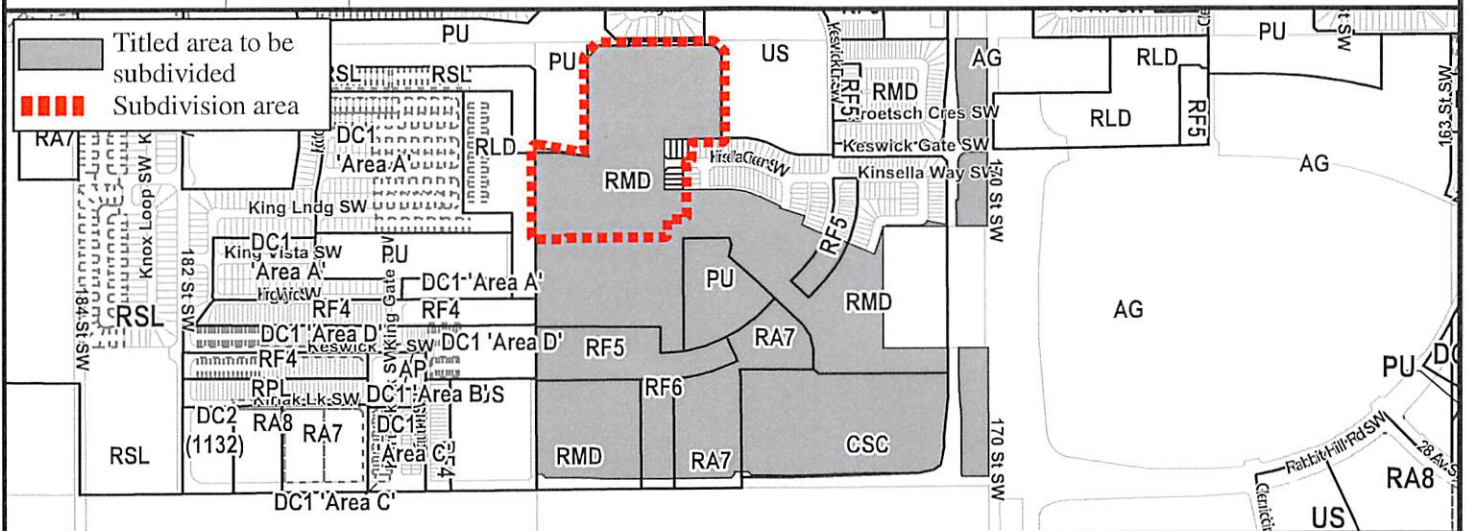 Titled area to be
subdivided
Subdivision area
PU
PU
US
AG
RLD
PU
RSL
RSL
RF5
RMD
RLD
RF5
163 St SW
RA7
DC1
'Area A'
RLD
Keswick Gate SW
AG
RMD
Kinsella Way SW
170 St SW
Knox Loop SW
King Lndg SW
RF5
DC1
King Vista SW
'Area A'
PU
182 St SW
184 St SW
DC1 'Area A'
PU
RMD
AG
RSL
RF4
RF4
DC1 'Area D'
DC1 'Area D'
RF5
RA7
RF4
AP
RPL
DC1 'Area B'
RF6
PU
DC2
(1132)
RA8
RA7
DC1
Area C
RSL
RMD
RA7
CSC
170 St SW
Rabbit Hill Rd SW
RA8
DC1 'Area C'
US